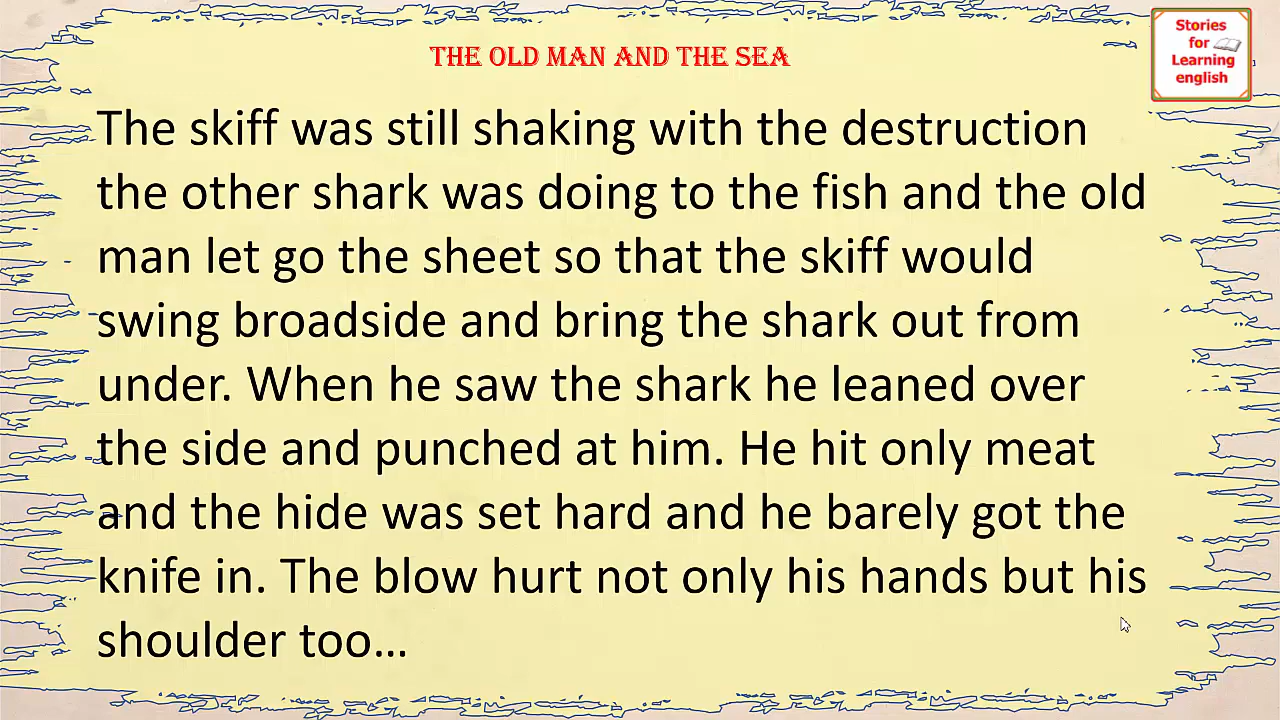 THE OLD MAN AND THE SEA
Stories
for
Learning
english
The skiff was still shaking with the destruction
the other shark was doing to the fish and the old
man let go the sheet so that the skiff would
swing broadside and bring the shark out from
under. When he saw the shark he leaned over
the side and punched at him. He hit only meat
and the hide was set hard and he barely got the
knife in. The blow hurt not only his hands but his
shoulder too...